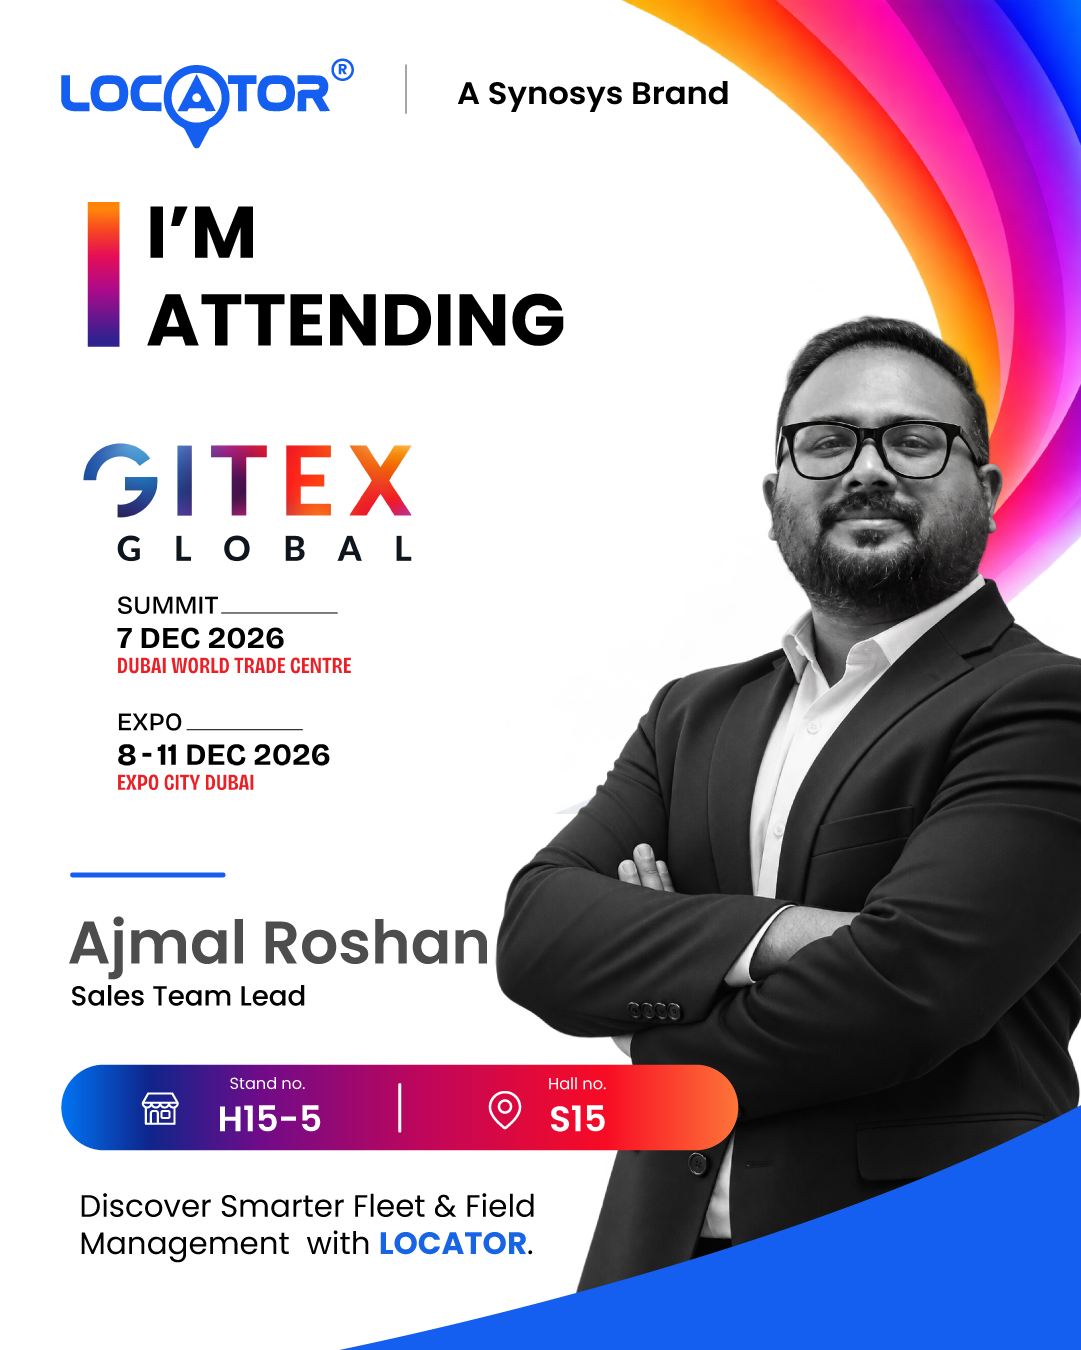 LOCATOR®
A Synosys Brand
I'M
ATTENDING
GITEX
GLOBAL
SUMMIT
7 DEC 2026
DUBAI WORLD TRADE CENTRE
EXPO
8-11 DEC 2026
EXPO CITY DUBAI
Ajmal Roshan
Sales Team Lead
Stand no.
H15-5
Hall no.
S15
Discover Smarter Fleet & Field
Management with LOCATOR.